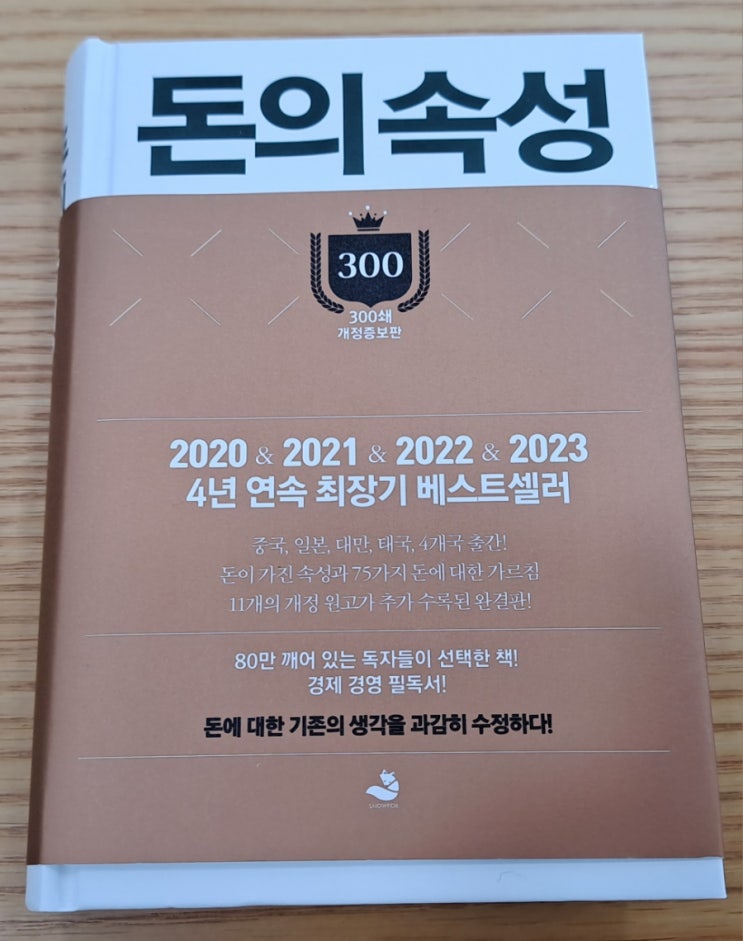 돈의 속성
300
300쇄
개정증보판
2020 & 2021 & 2022 & 2023
4년 연속 최장기 베스트셀러
중국, 일본, 대만, 태국, 4개국 출간!
돈이 가진 속성과 75가지 돈에 대한 가르침
11개의 개정 원고가 추가 수록된 완결판!
80만 깨어 있는 독자들이 선택한 책!
경제 경영 필독서!
돈에 대한 기존의 생각을 과감히 수정하다!
SNOWFOX